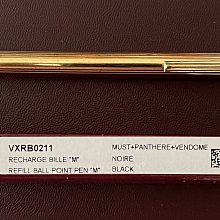 VXRB0211
MUST+PANTHERE+VENDOME
RECHARGE BILLE "M"
NOIRE
REFILL BALL POINT PEN "M"
BLACK